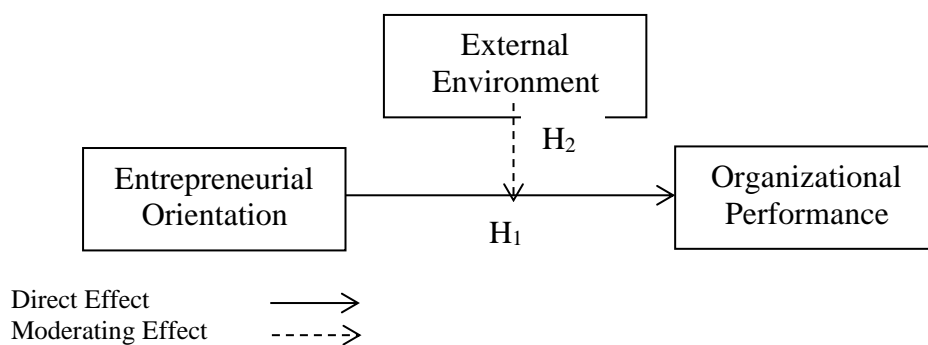 External
Environment
H₂
Entrepreneurial
Orientation
Organizational
Performance
H₁
Direct Effect
Moderating Effect